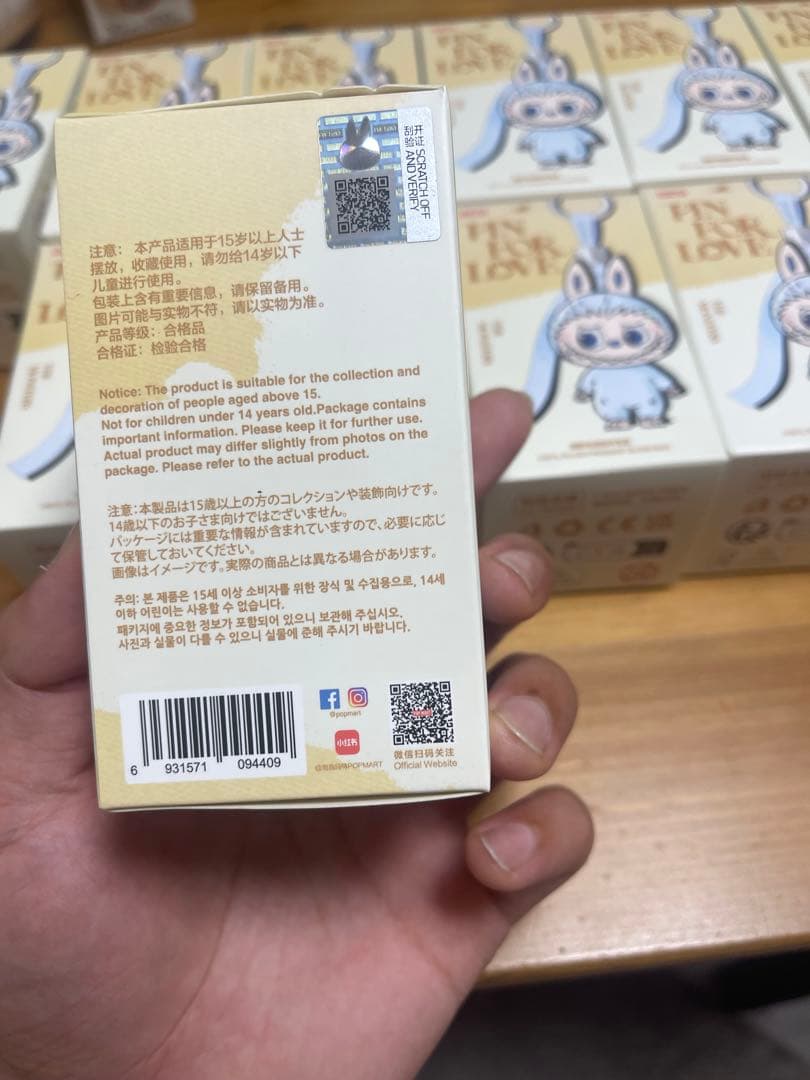 开涂 SCRATCH OFF
刮验 AND VERIFY
注意： 本产品适用于15岁以上人士
摆放，收藏使用，请勿给14岁以下
儿童进行使用。
包装上含有重要信息，请保留备用。
图片可能与实物不符，请以实物为准。
产品等级：合格品
合格证：检验合格
Notice: The product is suitable for the collection and
decoration of people aged above 15.
Not for children under 14 years old.Package contains
important information. Please keep it for further use.
Actual product may differ slightly from photos on the
package. Please refer to the actual product.
注意：本製品は15歳以上の方のコレクションや装飾向けです。
14歳以下のお子さま向けではございません。
パッケージには重要な情報が含まれていますので、必要に応じ
て保管しておいてください。
画像はイメージです。実際の商品とは異なる場合があります。
주의: 본 제품은 15세 이상 소비자를 위한 장식 및 수집용으로, 14세
이하 어린이는 사용할 수 없습니다.
패키지에 중요한 정보가 포함되어 있으니 보관해 주십시오.
사진과 실물이 다를 수 있으니 실물에 준해 주시기 바랍니다.
6 931571 094409
@popmart
小红书
POPMART
微信扫码关注
Official Website
PIN
FOR
LOVE
PIN
FOR
LOVE